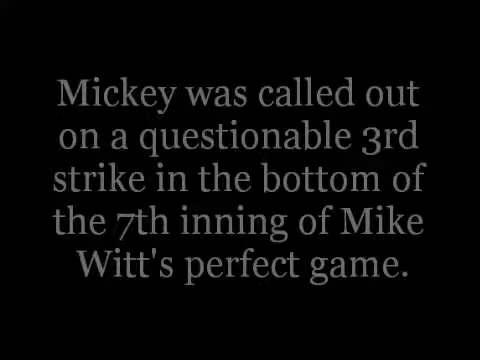 Mickey was called out
on a questionable 3rd
strike in the bottom of
the 7th inning of Mike
Witt's perfect game.